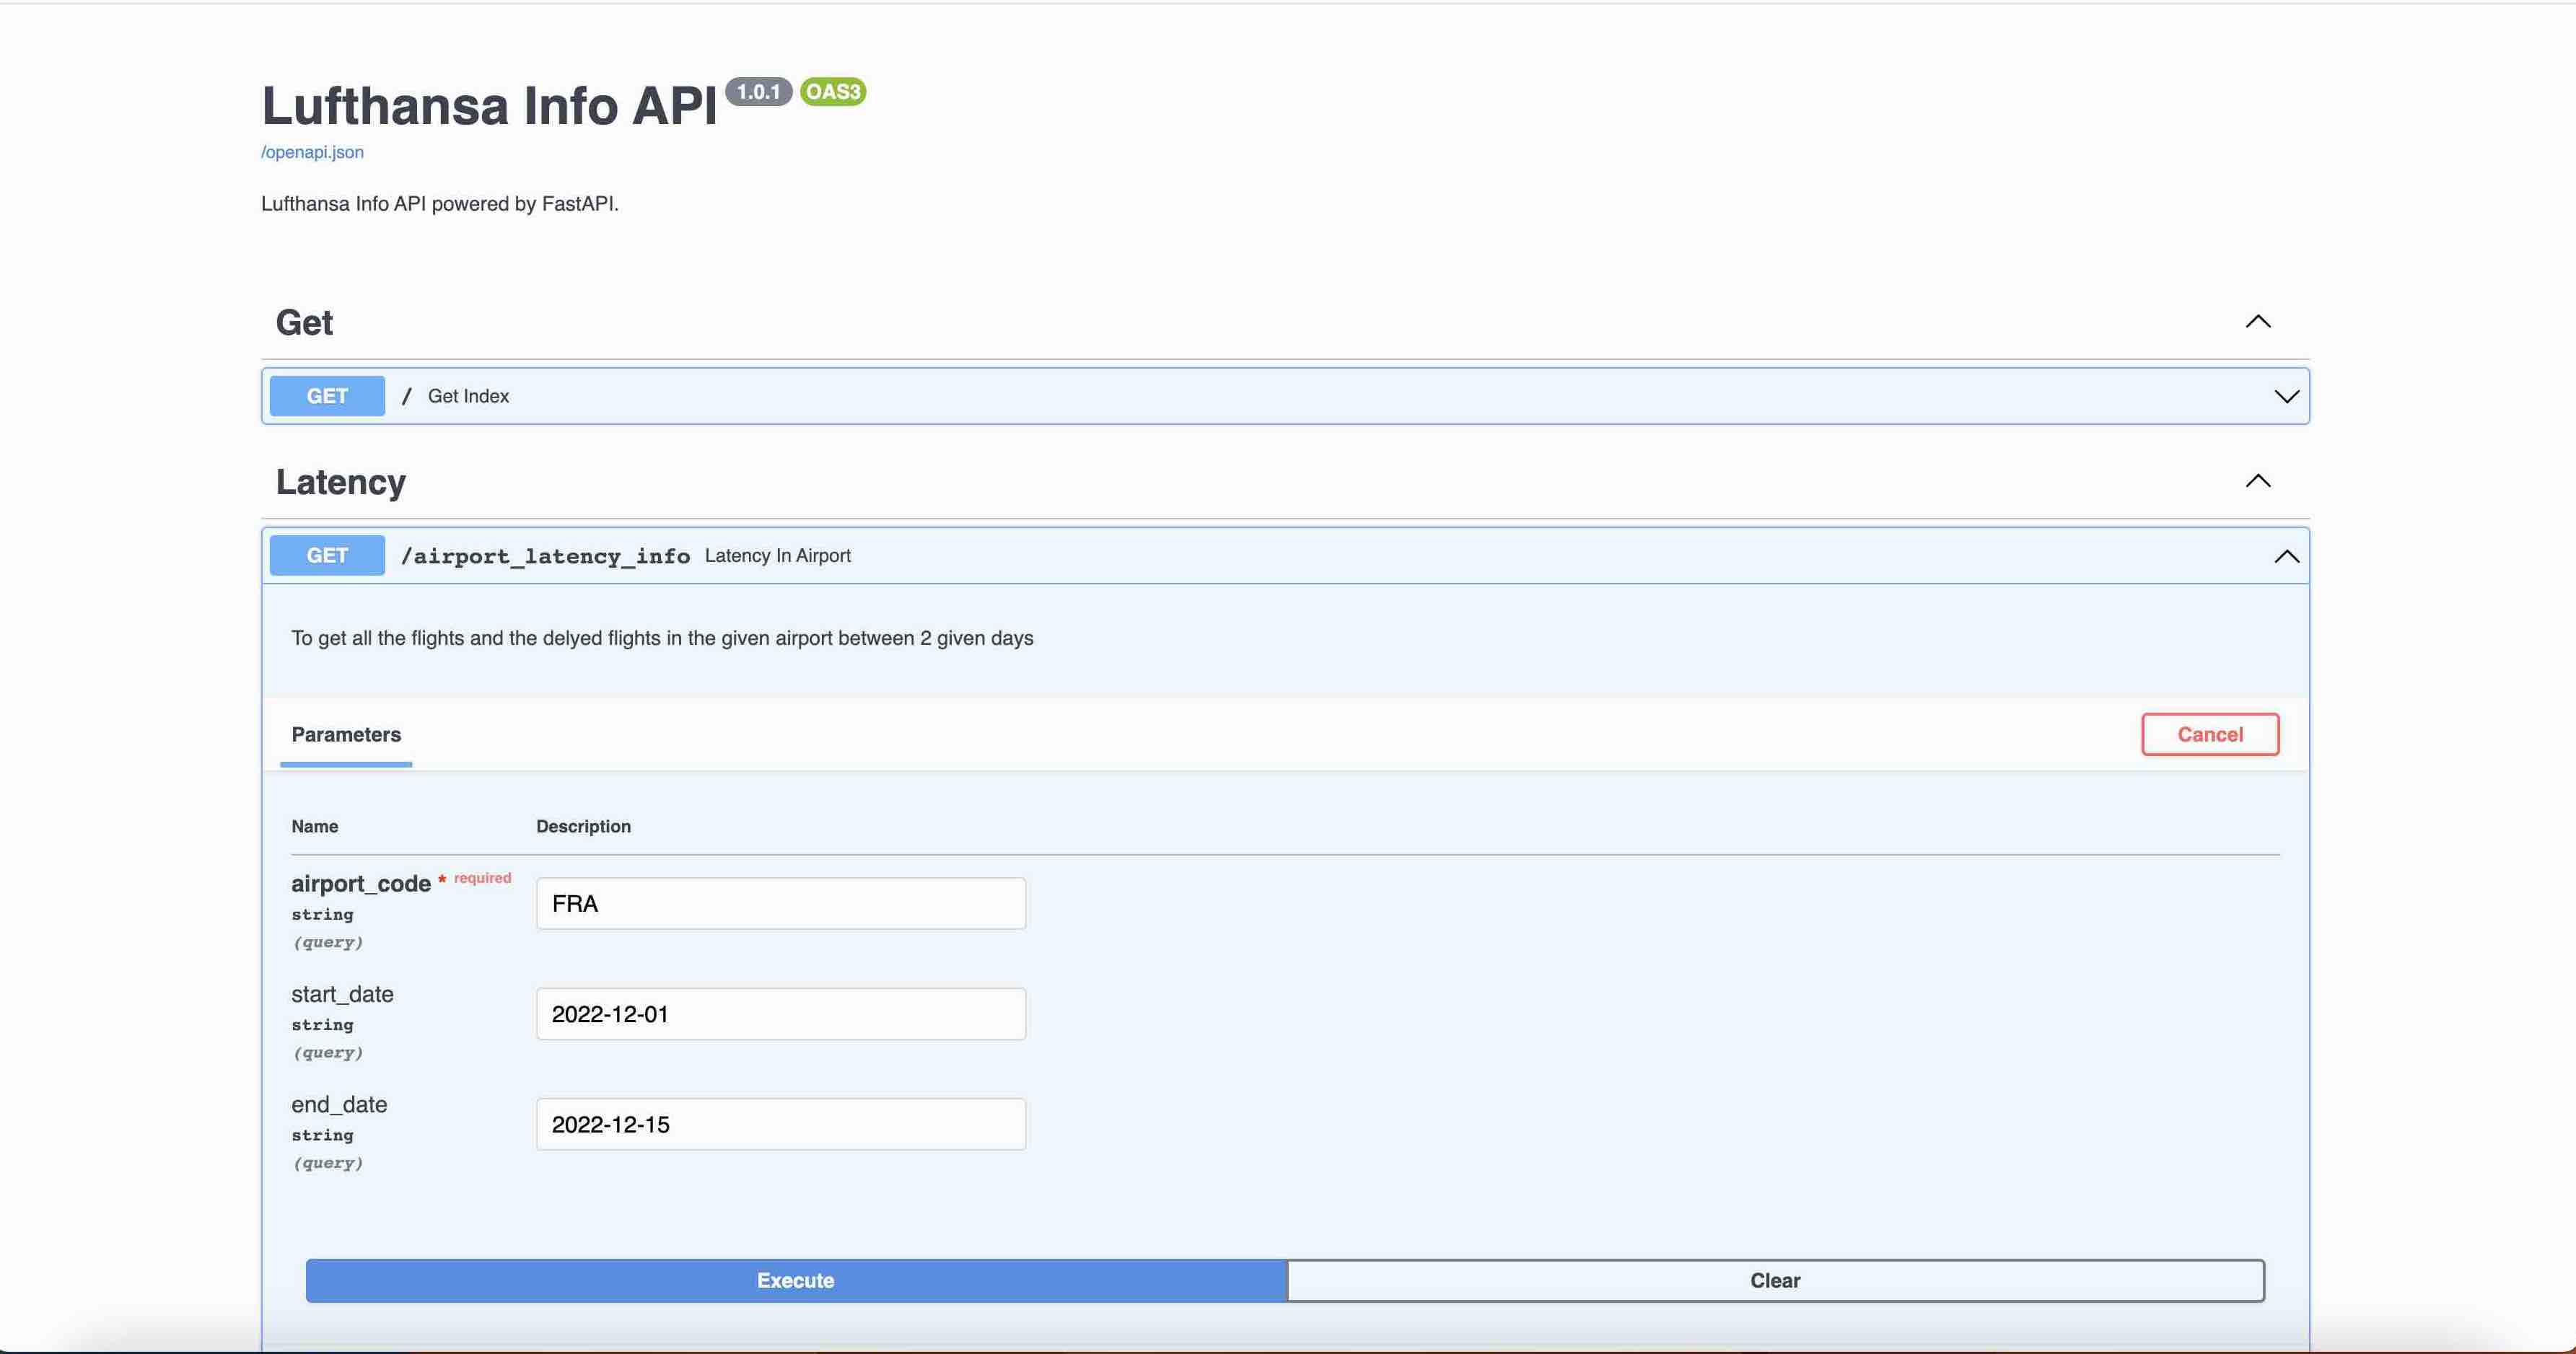 Lufthansa Info API 1.0.1 OAS3
/openapi.json
Lufthansa Info API powered by FastAPI.
Get
GET / Get Index
Latency
GET /airport_latency_info Latency In Airport
To get all the flights and the delyed flights in the given airport between 2 given days
Parameters Cancel
Name Description
airport_code * required
string
(query)
FRA
start_date
string
(query)
2022-12-01
end_date
string
(query)
2022-12-15
Execute Clear